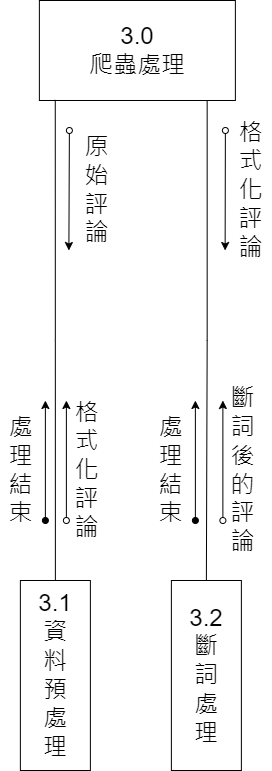 3.0
爬蟲處理
原始評論
格式化評論
處理結束
格式化評論
處理結束
斷詞後的評論
3.1
資料預處理
3.2
斷詞處理